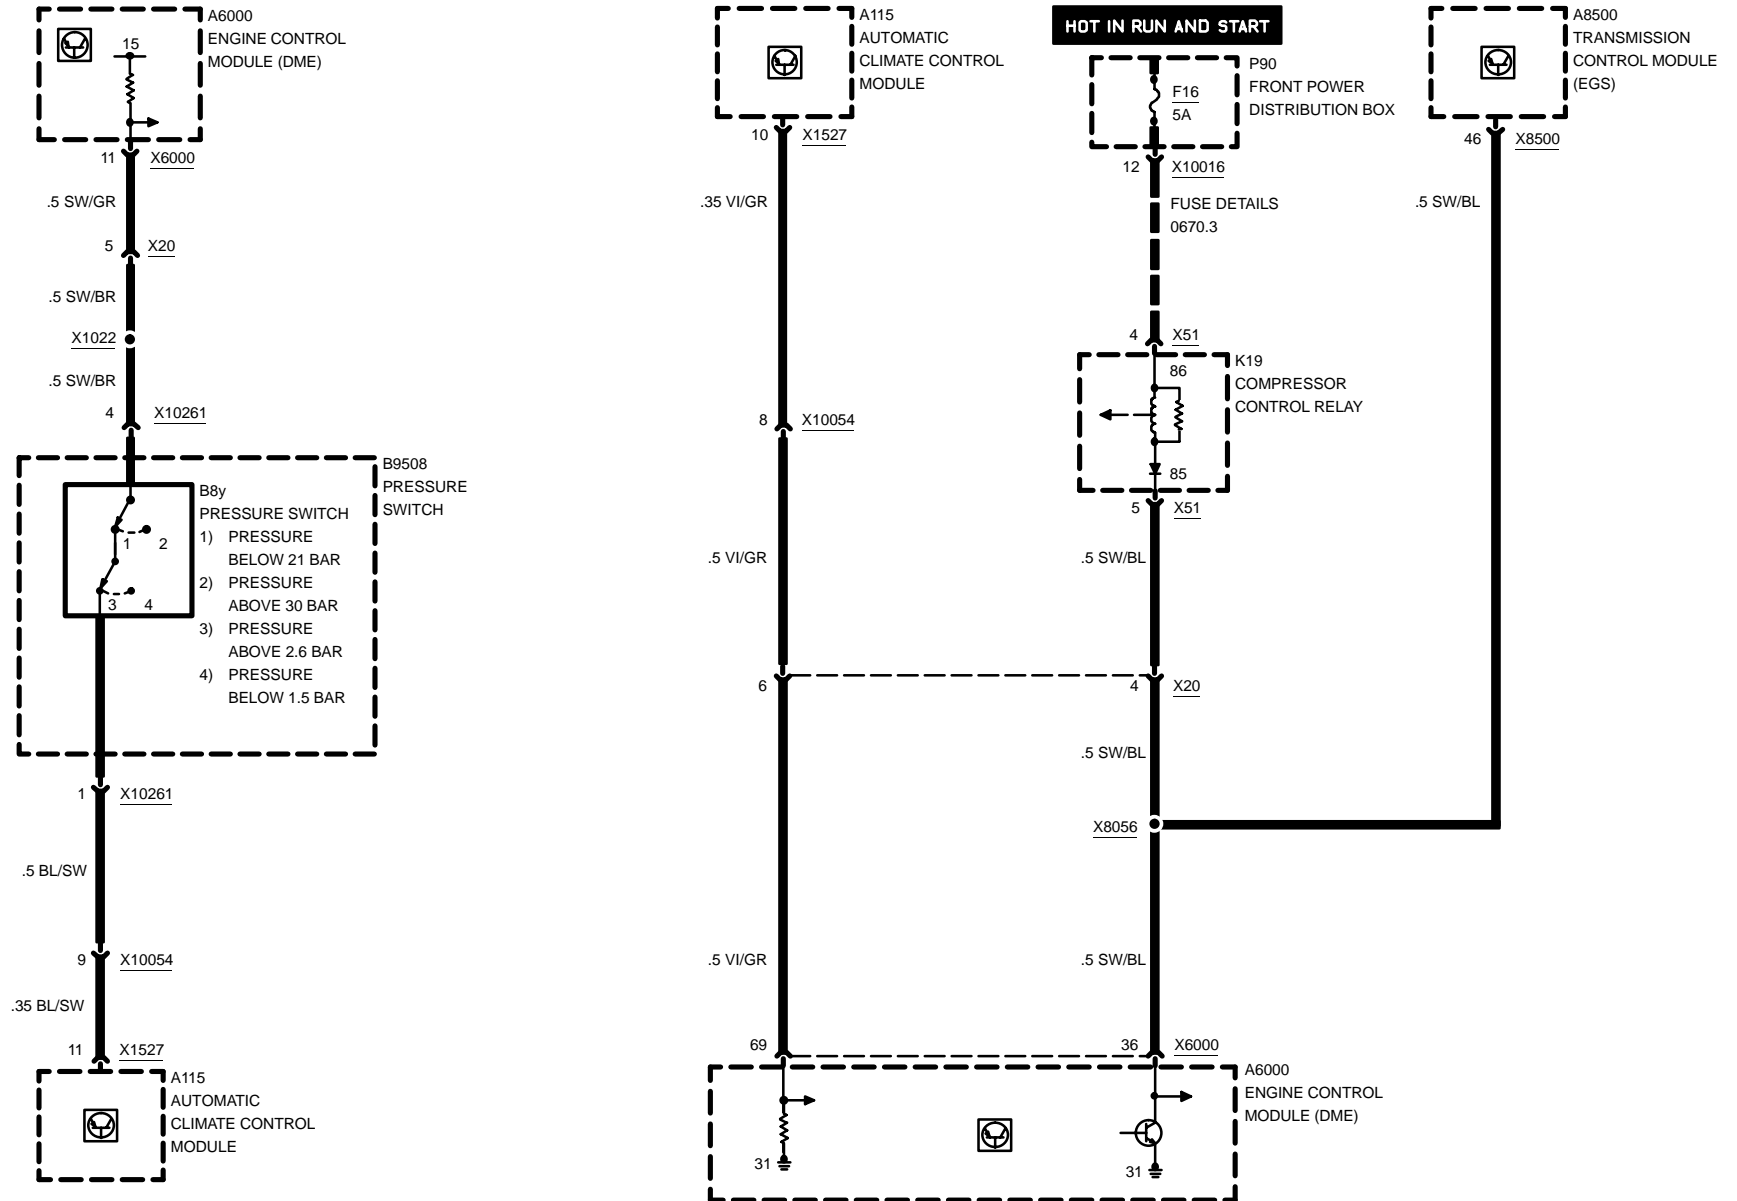 A6000
ENGINE CONTROL
MODULE (DME)
15
11 X6000
.5 SW/GR
5 X20
.5 SW/BR
X1022
.5 SW/BR
4 X10261
B9508
PRESSURE
SWITCH
B8y
PRESSURE SWITCH
1) PRESSURE
BELOW 21 BAR
2) PRESSURE
ABOVE 30 BAR
3) PRESSURE
ABOVE 2.6 BAR
4) PRESSURE
BELOW 1.5 BAR
1 2
3 4
1 X10261
.5 BL/SW
9 X10054
.35 BL/SW
11 X1527
A115
AUTOMATIC
CLIMATE CONTROL
MODULE
A115
AUTOMATIC
CLIMATE CONTROL
MODULE
10 X1527
.35 VI/GR
8 X10054
.5 VI/GR
6
.5 VI/GR
69
31
HOT IN RUN AND START
P90
FRONT POWER
DISTRIBUTION BOX
F16
5A
12 X10016
FUSE DETAILS
0670.3
4 X51
K19
COMPRESSOR
CONTROL RELAY
86
85
5 X51
.5 SW/BL
4 X20
.5 SW/BL
X8056
.5 SW/BL
36 X6000
A6000
ENGINE CONTROL
MODULE (DME)
31
A8500
TRANSMISSION
CONTROL MODULE
(EGS)
46 X8500
.5 SW/BL